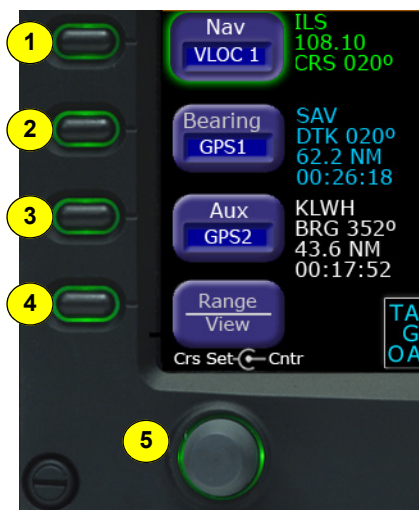 1
Nav
VLOC 1
ILS
108.10
CRS 020º
2
Bearing
GPS1
SAV
DTK 020º
62.2 NM
00:26:18
3
Aux
GPS2
KLWH
BRG 352º
43.6 NM
00:17:52
4
Range
View
TA
G
OA
Crs Set
Cntr
5